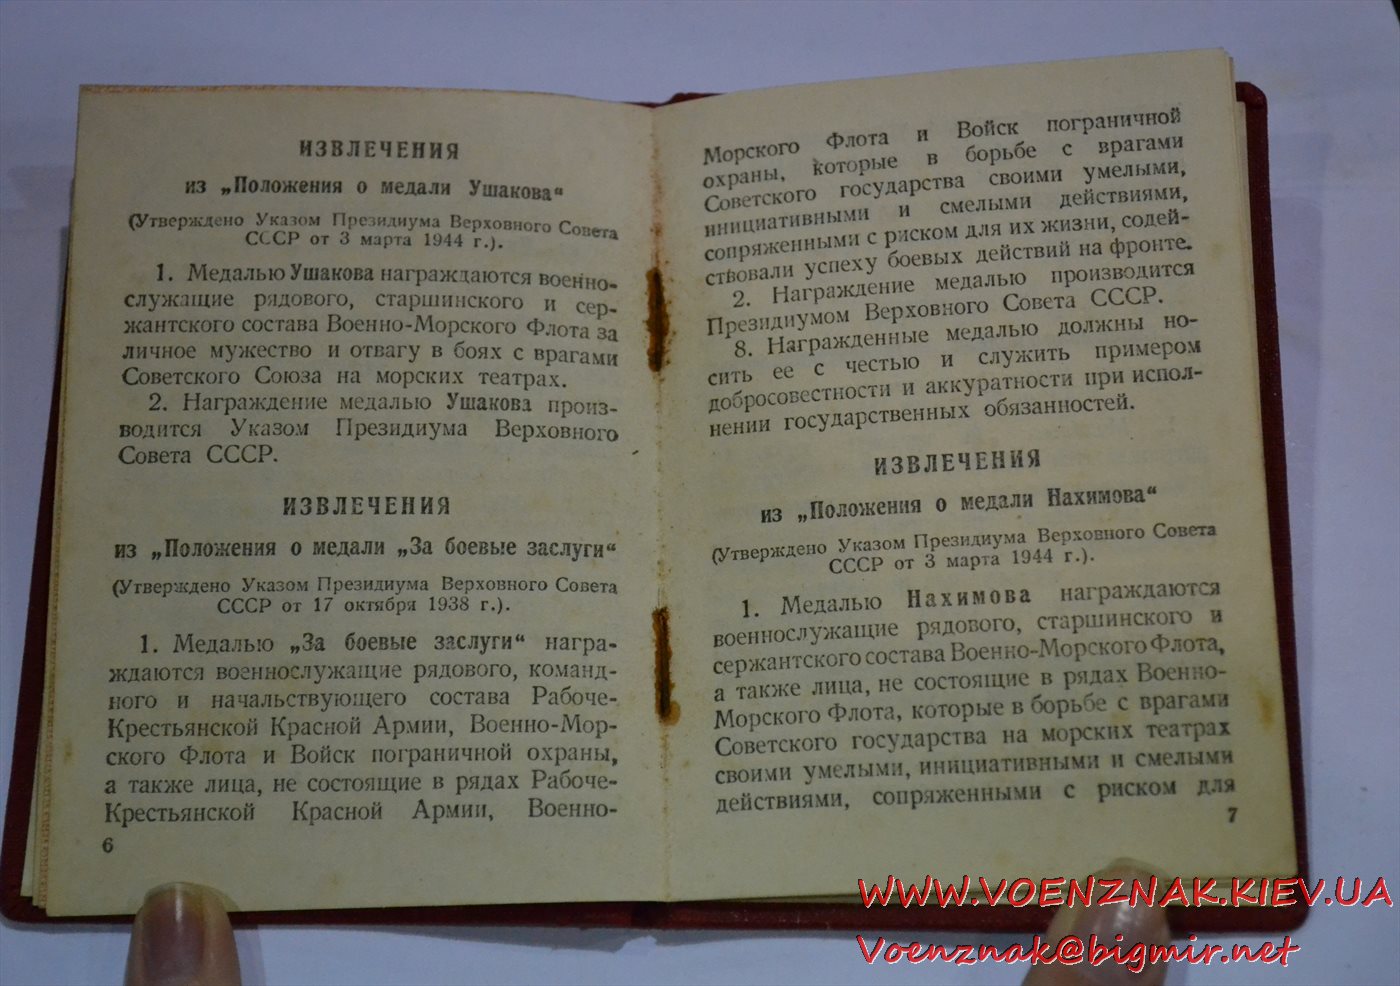 ИЗВЛЕЧЕНИЯ
из „Положения о медали Ушакова“
(Утверждено Указом Президиума Верховного Совета
СССР от 3 марта 1944 г.).
1. Медалью Ушакова награждаются военно-
служащие рядового, старшинского и сер-
жантского состава Военно-Морского Флота за
личное мужество и отвагу в боях с врагами
Советского Союза на морских театрах.
2. Награждение медалью Ушакова произ-
водится Указом Президиума Верховного
Совета СССР.
ИЗВЛЕЧЕНИЯ
из „Положения о медали „За боевые заслуги“
(Утверждено Указом Президиума Верховного Совета
СССР от 17 октября 1938 г.).
1. Медалью „За боевые заслуги“ награ-
ждаются военнослужащие рядового, команд-
ного и начальствующего состава Рабоче-
Крестьянской Красной Армии, Военно-Мор-
ского Флота и Войск пограничной охраны,
а также лица, не состоящие в рядах Рабоче-
Крестьянской Красной Армии, Военно-
6
Морского Флота и Войск пограничной
охраны, которые в борьбе с врагами
Советского государства своими умелыми,
инициативными и смелыми действиями,
сопряженными с риском для их жизни, содей-
ствовали успеху боевых действий на фронте.
2. Награждение медалью производится
Президиумом Верховного Совета СССР.
8. Награжденные медалью должны но-
сить ее с честью и служить примером
добросовестности и аккуратности при испол-
нении государственных обязанностей.
ИЗВЛЕЧЕНИЯ
из „Положения о медали Нахимова“
(Утверждено Указом Президиума Верховного Совета
СССР от 3 марта 1944 г.).
1. Медалью Нахимова награждаются
военнослужащие рядового, старшинского и
сержантского состава Военно-Морского Флота,
а также лица, не состоящие в рядах Военно-
Морского Флота, которые в борьбе с врагами
Советского государства на морских театрах
своими умелыми, инициативными и смелыми
действиями, сопряженными с риском для
7
WWW.VOENZNAK.KIEV.UA
Voenznak@bigmir.net